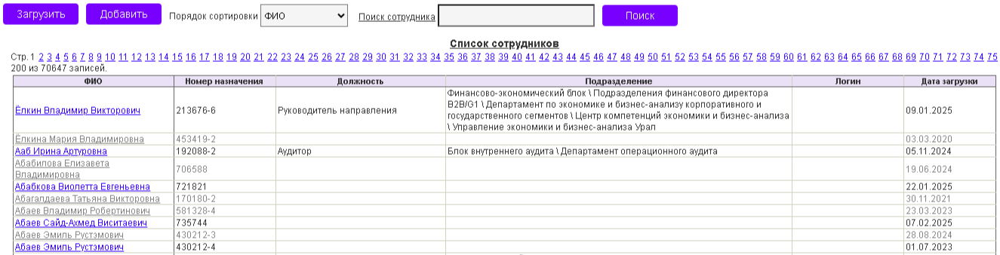 Загрузить Добавить Порядок сортировки ФИО Поиск сотрудника Поиск
Список сотрудников
Стр. 1 2 3 4 5 6 7 8 9 10 11 12 13 14 15 16 17 18 19 20 21 22 23 24 25 26 27 28 29 30 31 32 33 34 35 36 37 38 39 40 41 42 43 44 45 46 47 48 49 50 51 52 53 54 55 56 57 58 59 60 61 62 63 64 65 66 67 68 69 70 71 72 73 74 75
200 из 70647 записей.
ФИО Номер назначения Должность Подразделение Логин Дата загрузки
Ёлкин Владимир Викторович 213676-6 Руководитель направления Финансово-экономический блок \ Подразделения финансового директора
B2B/G1 \ Департамент по экономике и бизнес-анализу корпоративного и
государственного сегментов \ Центр компетенций экономики и бизнес-анализа
\ Управление экономики и бизнес-анализа Урал 09.01.2025
Ёлкина Мария Владимировна 453419-2 03.03.2020
Ааб Ирина Артуровна 192088-2 Аудитор Блок внутреннего аудита \ Департамент операционного аудита 05.11.2024
Абабилова Елизавета
Владимировна 706588 19.06.2024
Абабкова Виолетта Евгеньевна 721821 22.01.2025
Абагалдаева Татьяна Викторовна 170180-2 30.11.2021
Абаев Владимир Робертинович 581328-4 23.03.2023
Абаев Сайд-Ахмед Виситаевич 735744 07.02.2025
Абаев Эмиль Рустэмович 430212-3 28.08.2024
Абаев Эмиль Рустэмович 430212-4 01.07.2023